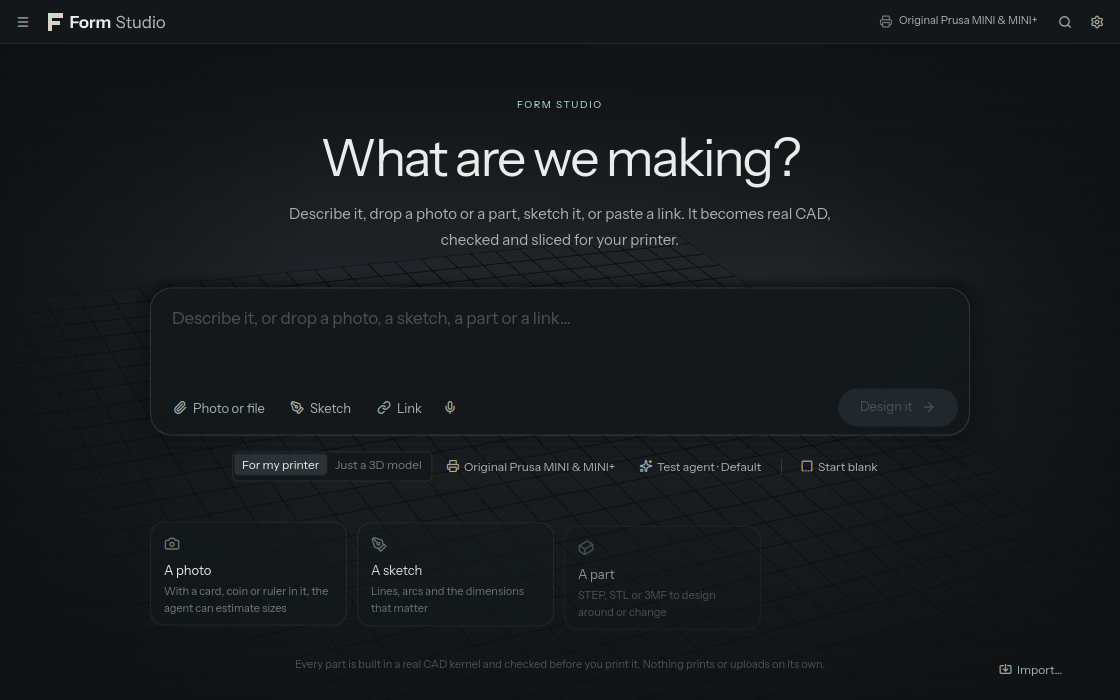 Form Studio
Original Prusa MINI & MINI+
FORM STUDIO
What are we making?
Describe it, drop a photo or a part, sketch it, or paste a link. It becomes real CAD,
checked and sliced for your printer.
Describe it, or drop a photo, a sketch, a part or a link...
Photo or file
Sketch
Link
Design it
For my printer
Just a 3D model
Original Prusa MINI & MINI+
Test agent · Default
Start blank
A photo
With a card, coin or ruler in it, the
agent can estimate sizes
A sketch
Lines, arcs and the dimensions
that matter
A part
STEP, STL or 3MF to design
around or change
Every part is built in a real CAD kernel and checked before you print it. Nothing prints or uploads on its own.
Import...